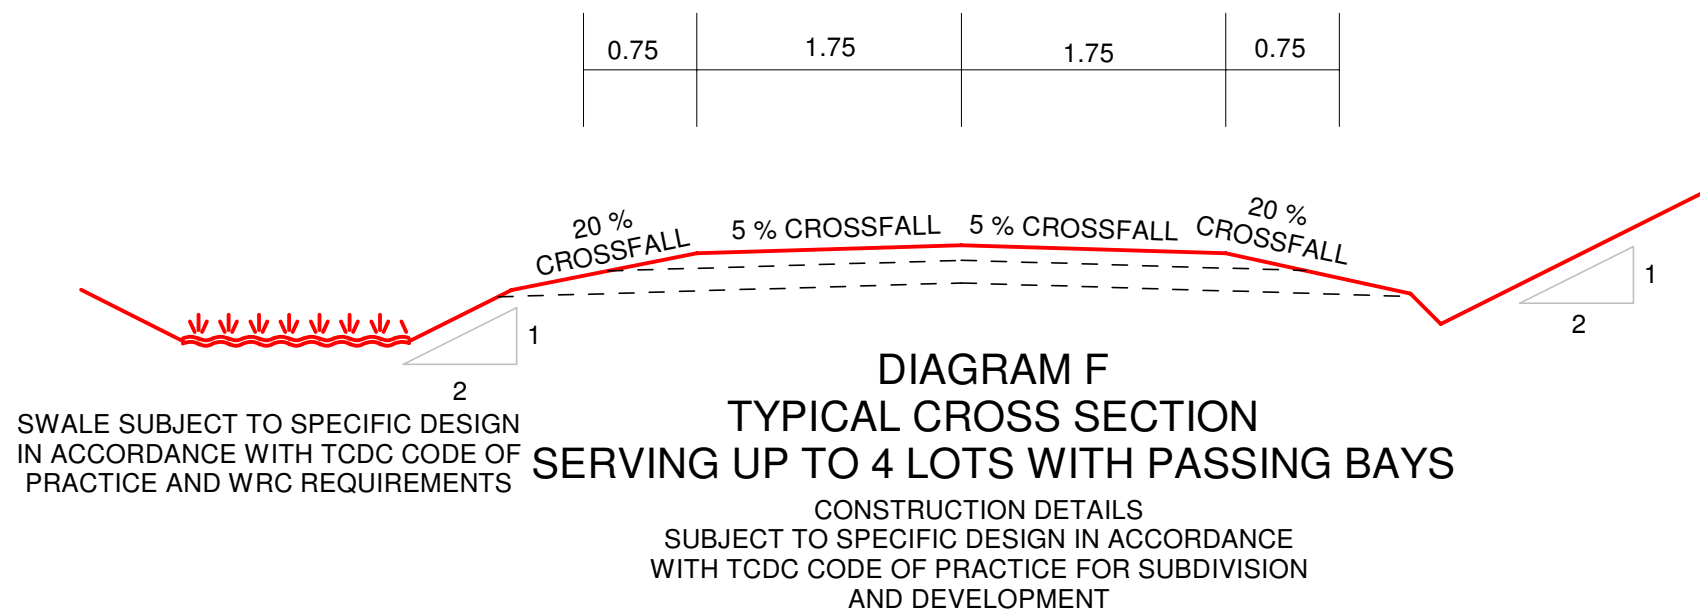 0.75
1.75
1.75
0.75
20 %
CROSSFALL
5 % CROSSFALL
5 % CROSSFALL
20 %
CROSSFALL
1
2
1
2
SWALE SUBJECT TO SPECIFIC DESIGN
IN ACCORDANCE WITH TCDC CODE OF
PRACTICE AND WRC REQUIREMENTS
DIAGRAM F
TYPICAL CROSS SECTION
SERVING UP TO 4 LOTS WITH PASSING BAYS
CONSTRUCTION DETAILS
SUBJECT TO SPECIFIC DESIGN IN ACCORDANCE
WITH TCDC CODE OF PRACTICE FOR SUBDIVISION
AND DEVELOPMENT